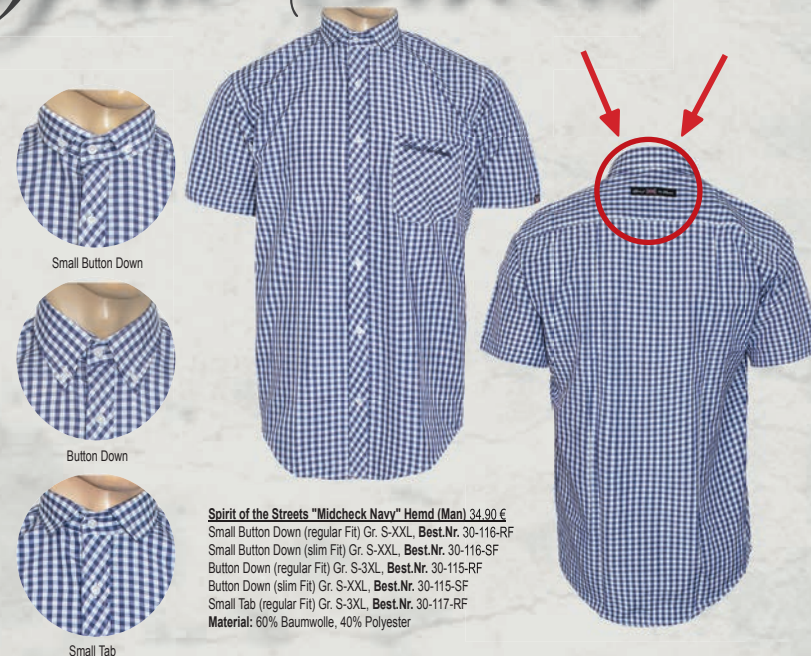 Small Button Down
Button Down
Small Tab
Spirit of the Streets "Midcheck Navy" Hemd (Man) 34.90 €
Small Button Down (regular Fit) Gr. S-XXL, Best.Nr. 30-116-RF
Small Button Down (slim Fit) Gr. S-XXL, Best.Nr. 30-116-SF
Button Down (regular Fit) Gr. S-3XL, Best.Nr. 30-115-RF
Button Down (slim Fit) Gr. S-XXL, Best.Nr. 30-115-SF
Small Tab (regular Fit) Gr. S-3XL, Best.Nr. 30-117-RF
Material: 60% Baumwolle, 40% Polyester